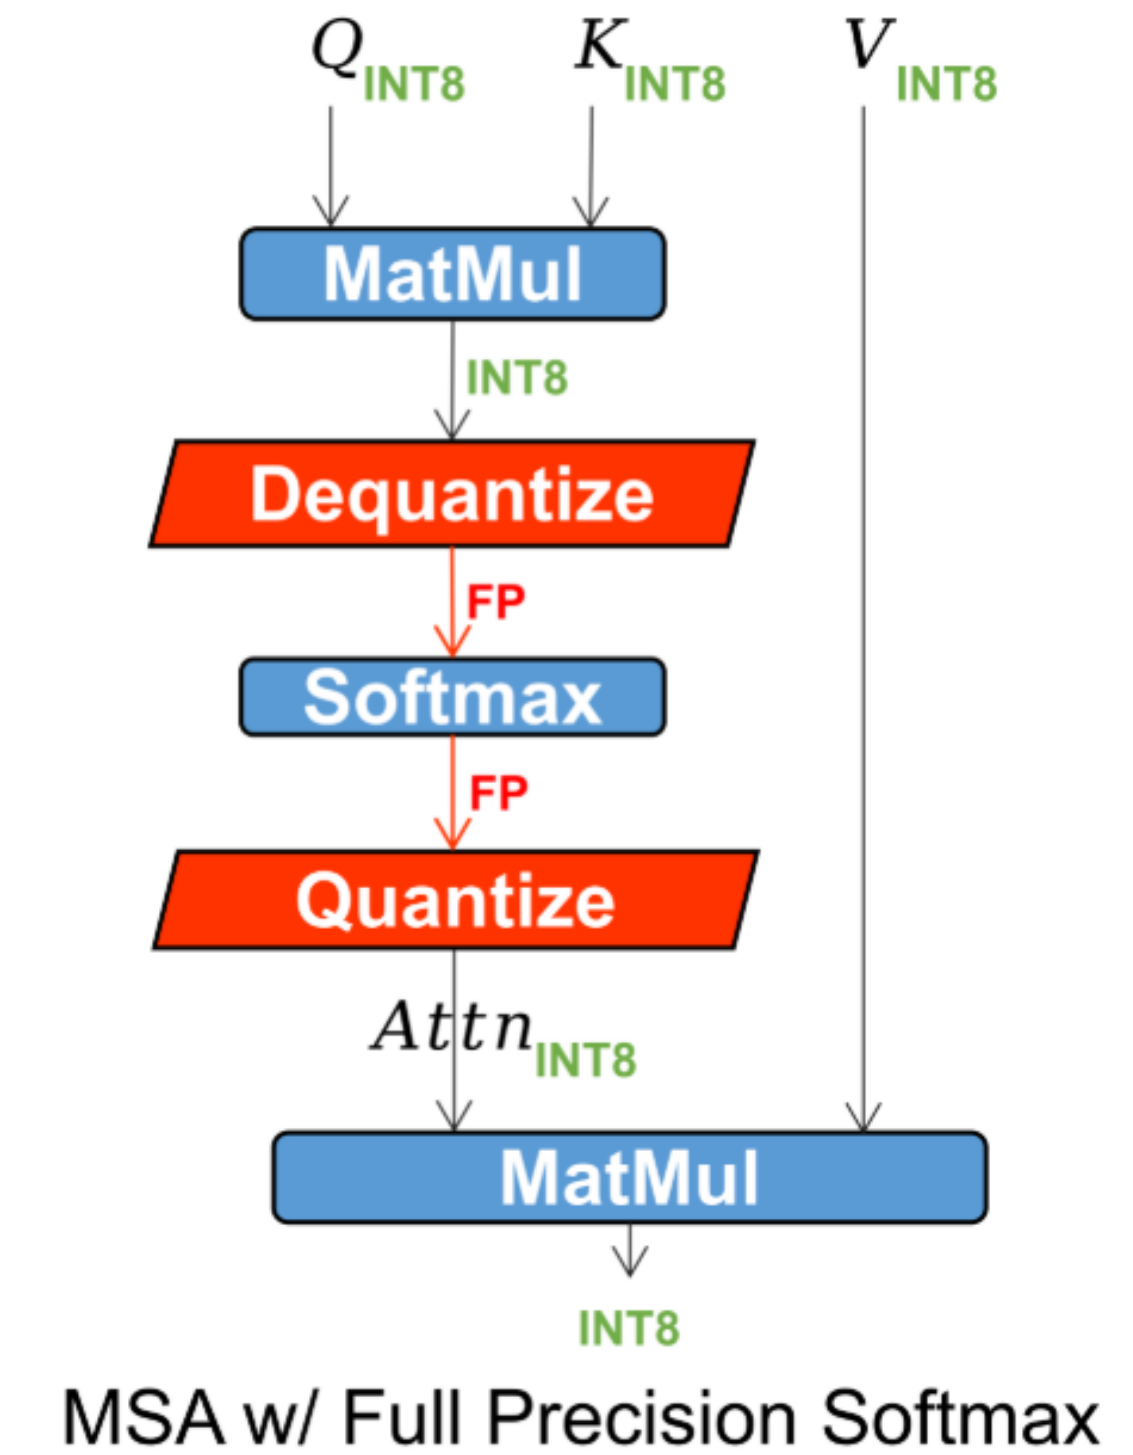 Q INT8 K INT8 V INT8
MatMul
INT8
Dequantize
FP
Softmax
FP
Quantize
Attn INT8
MatMul
INT8
MSA w/ Full Precision Softmax